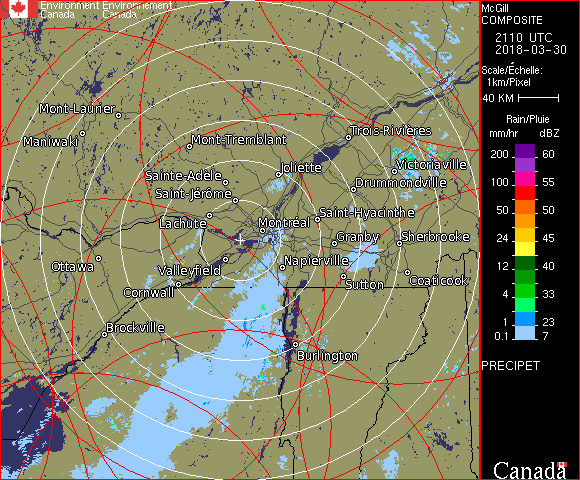 Environment Environnement
Canada Canada
McGill
COMPOSITE
2110 UTC
2018-03-30
Scale/Échelle:
1km/Pixel
40 KM
Rain/Pluie
mm/hr dBZ
200 60
100 55
50 50
24 45
12 40
4 33
1 23
0.1 7
PRECIPET
Canada
Mont-Laurier
Maniwaki
Mont-Tremblant
Trois-Rivières
Sainte-Adèle
Joliette
Victoriaville
Saint-Jérôme
Drummondville
Lachute
Saint-Hyacinthe
Montréal
Granby
Sherbrooke
Ottawa
Valleyfield
Napierville
Cornwall
Sutton
Coaticook
Brockville
Burlington